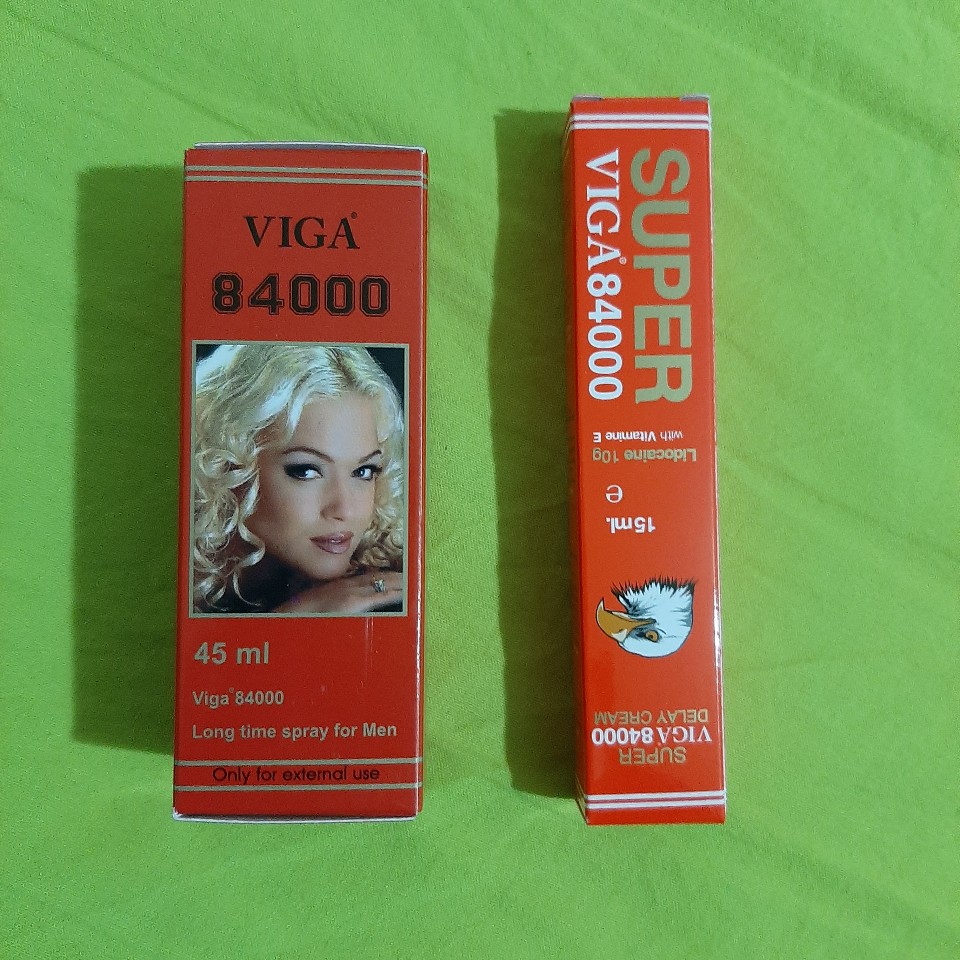 VIGA®
84000
45 ml
Viga®84000
Long time spray for Men
Only for external use
SUPER
VIGA®84000
Lidocaine 10g
with Vitamine E
15ml. e
SUPER
VIGA 84000
DELAY CREAM